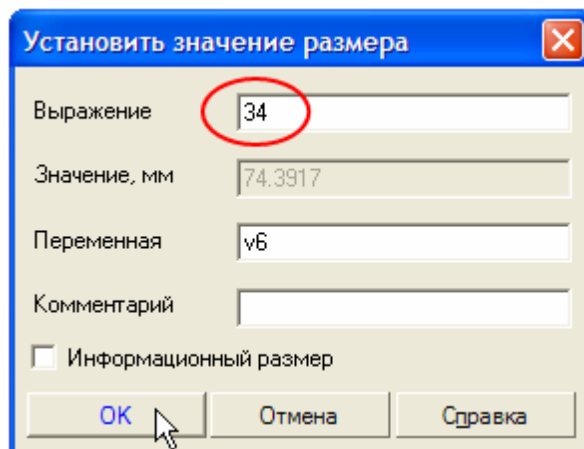 Установить значение размера
Выражение 34
Значение, мм 74.3917
Переменная v6
Комментарий
Информационный размер
OK Отмена Справка